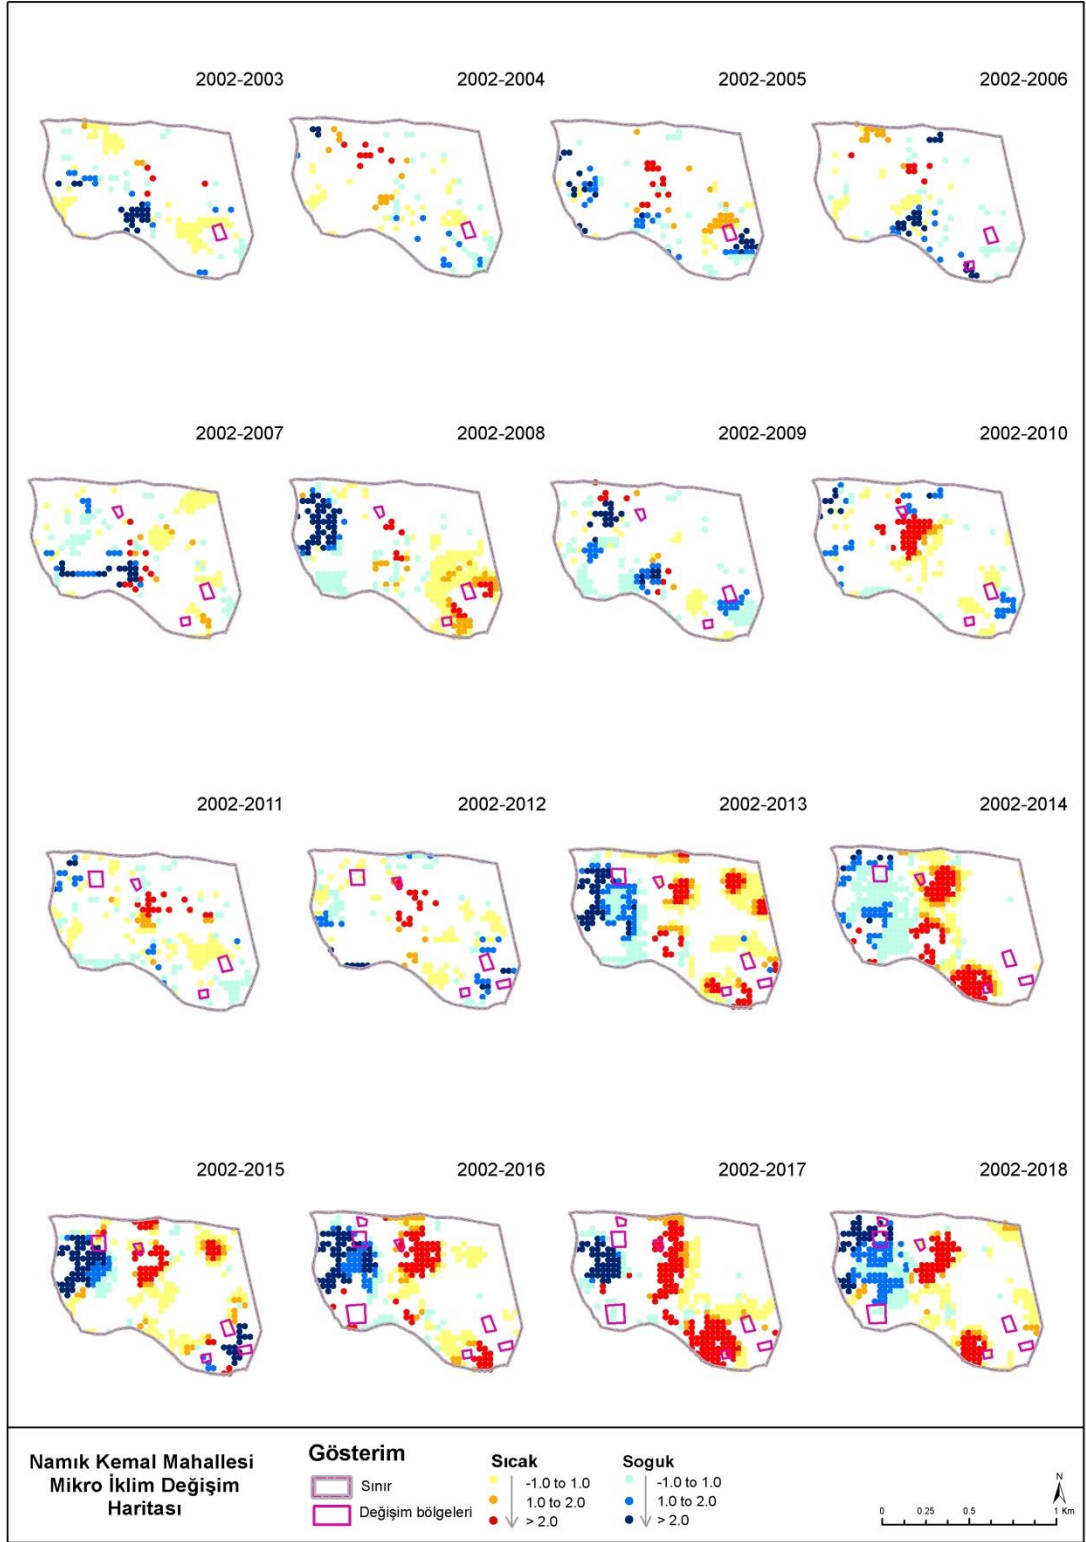 2002-2003
2002-2004
2002-2005
2002-2006
2002-2007
2002-2008
2002-2009
2002-2010
2002-2011
2002-2012
2002-2013
2002-2014
2002-2015
2002-2016
2002-2017
2002-2018
Namık Kemal Mahallesi
Mikro İklim Değişim
Haritası
Gösterim
Sınır
Değişim bölgeleri
Sıcak
-1.0 to 1.0
1.0 to 2.0
> 2.0
Soguk
-1.0 to 1.0
1.0 to 2.0
> 2.0
N
0 0.25 0.5 1 Km